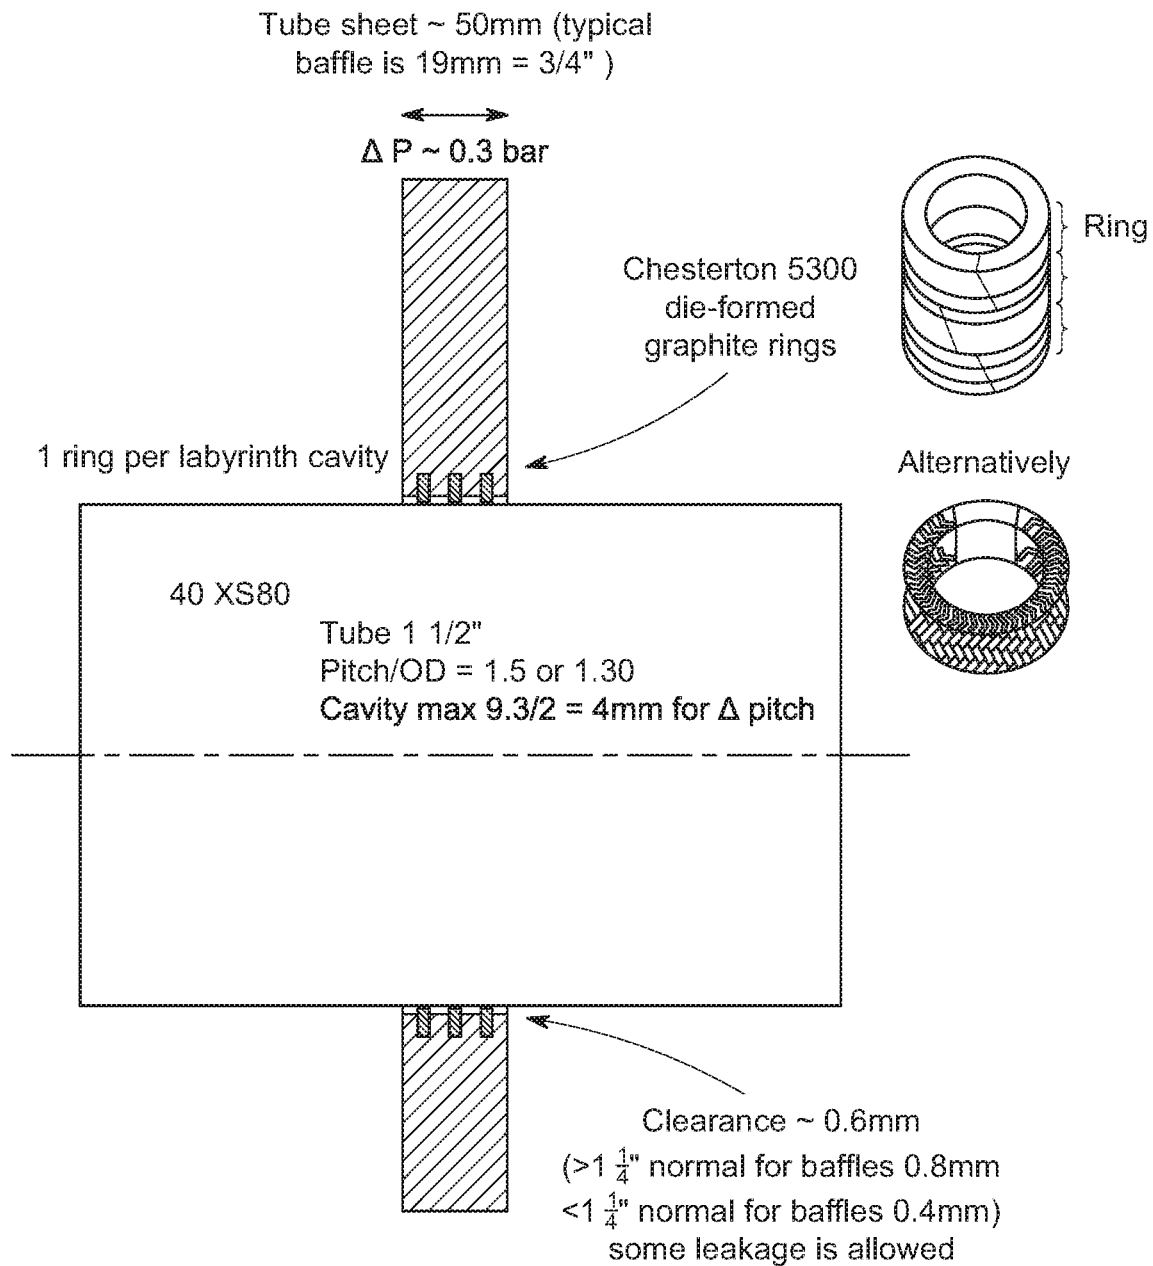 Tube sheet ~ 50mm (typical
baffle is 19mm = 3/4" )
Δ P ~ 0.3 bar
Ring
Chesterton 5300
die-formed
graphite rings
1 ring per labyrinth cavity
Alternatively
40 XS80
Tube 1 1/2"
Pitch/OD = 1.5 or 1.30
Cavity max 9.3/2 = 4mm for Δ pitch
Clearance ~ 0.6mm
(>1 1/4" normal for baffles 0.8mm
<1 1/4" normal for baffles 0.4mm)
some leakage is allowed